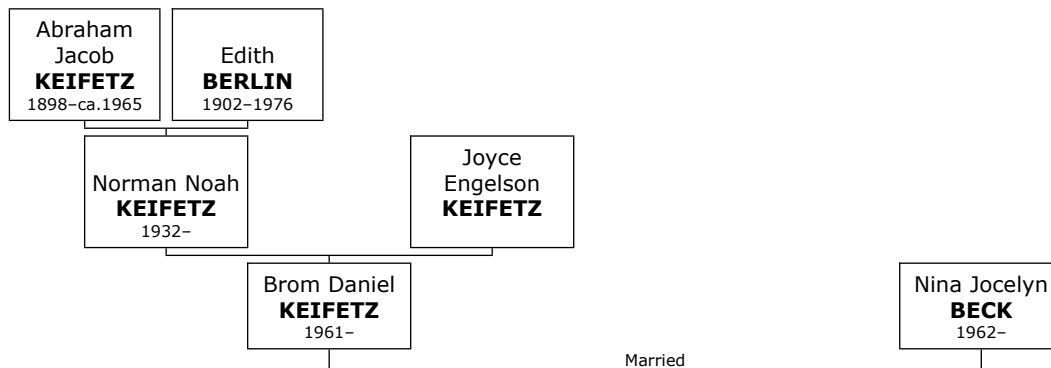 Abraham
Jacob
KEIFETZ
1898–ca.1965
Edith
BERLIN
1902–1976
Norman Noah
KEIFETZ
1932–
Joyce
Engelson
KEIFETZ
Brom Daniel
KEIFETZ
1961–
Nina Jocelyn
BECK
1962–
Married